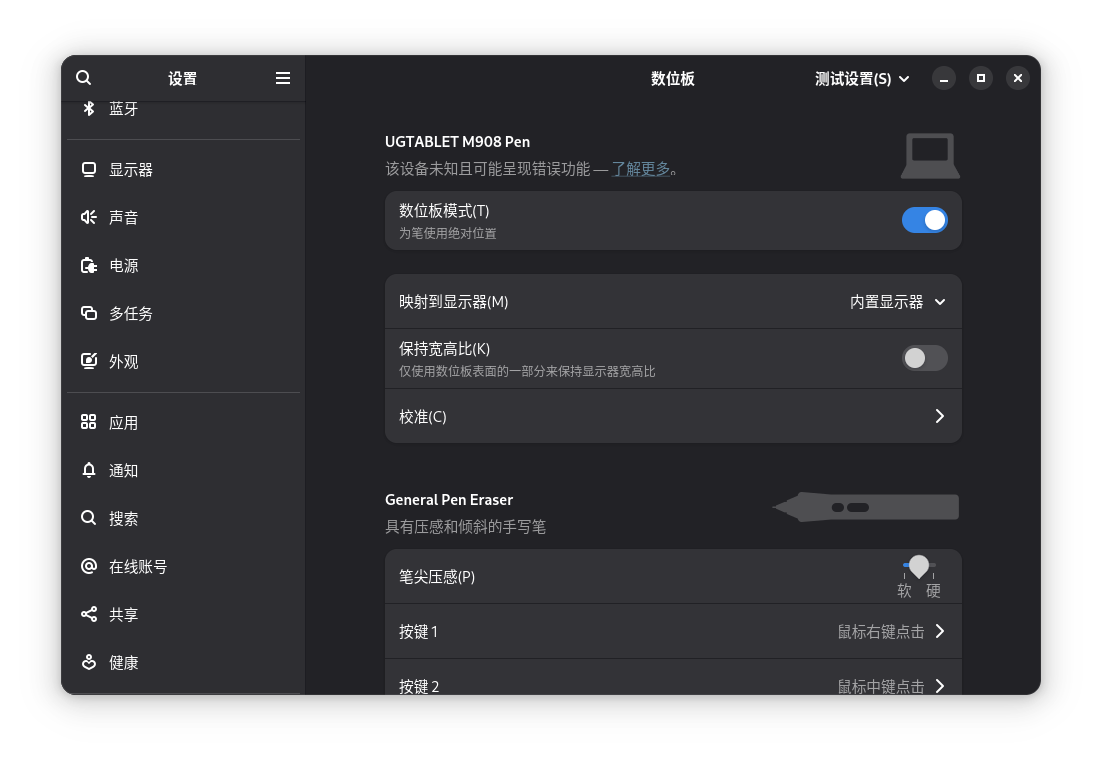 设置
蓝牙
显示器
声音
电源
多任务
外观
应用
通知
搜索
在线账号
共享
健康
数位板
测试设置(S)
UGTABLET M908 Pen
该设备未知且可能呈现错误功能 — 了解更多。
数位板模式(T)
为笔使用绝对位置
映射到显示器(M)
内置显示器
保持宽高比(K)
仅使用数位板表面的一部分来保持显示器宽高比
校准(C)
General Pen Eraser
具有压感和倾斜的手写笔
笔尖压感(P)
软 硬
按键 1
鼠标右键点击
按键 2
鼠标中键点击